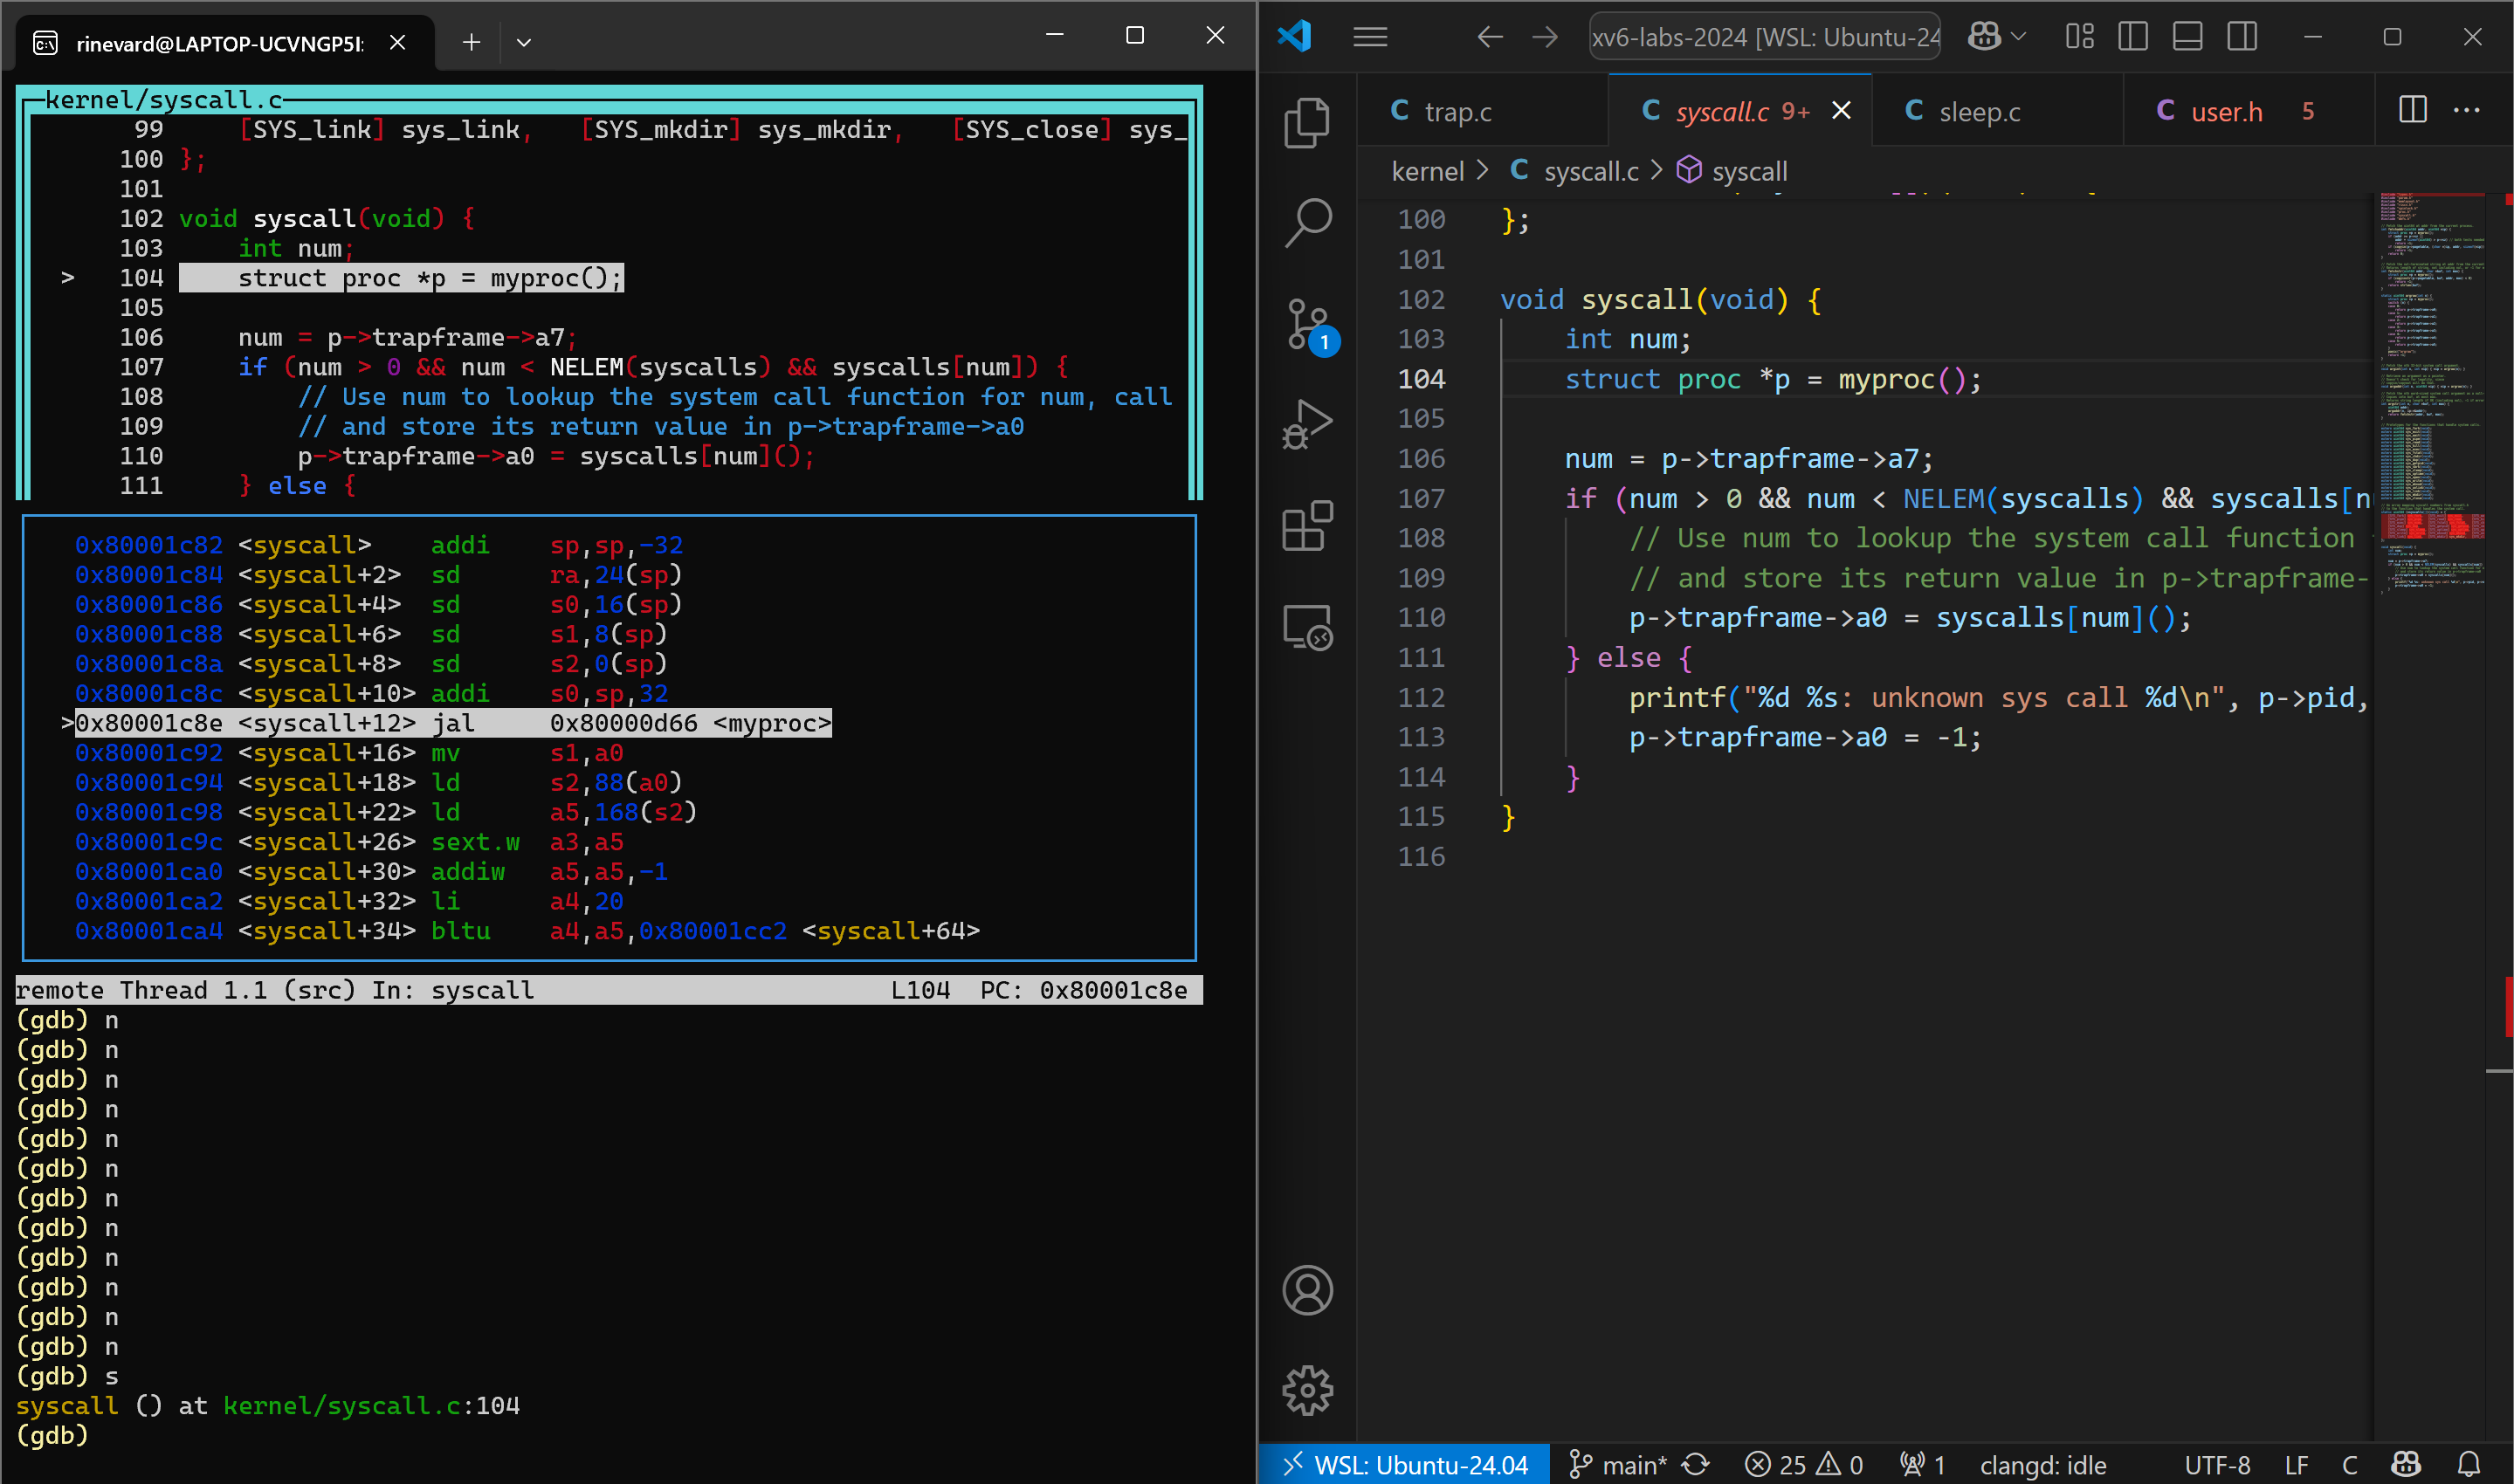 rinevard@LAPTOP-UCVNGP5I:
kernel/syscall.c
99 [SYS_link] sys_link, [SYS_mkdir] sys_mkdir, [SYS_close] sys_
100 };
101
102 void syscall(void) {
103 int num;
> 104 struct proc *p = myproc();
105
106 num = p->trapframe->a7;
107 if (num > 0 && num < NELEM(syscalls) && syscalls[num]) {
108 // Use num to lookup the system call function for num, call
109 // and store its return value in p->trapframe->a0
110 p->trapframe->a0 = syscalls[num]();
111 } else {
0x80001c82 <syscall> addi sp,sp,-32
0x80001c84 <syscall+2> sd ra,24(sp)
0x80001c86 <syscall+4> sd s0,16(sp)
0x80001c88 <syscall+6> sd s1,8(sp)
0x80001c8a <syscall+8> sd s2,0(sp)
0x80001c8c <syscall+10> addi s0,sp,32
>0x80001c8e <syscall+12> jal 0x80000d66 <myproc>
0x80001c92 <syscall+16> mv s1,a0
0x80001c94 <syscall+18> ld s2,88(a0)
0x80001c98 <syscall+22> ld a5,168(s2)
0x80001c9c <syscall+26> sext.w a3,a5
0x80001ca0 <syscall+30> addiw a5,a5,-1
0x80001ca2 <syscall+32> li a4,20
0x80001ca4 <syscall+34> bltu a4,a5,0x80001cc2 <syscall+64>
remote Thread 1.1 (src) In: syscall L104 PC: 0x80001c8e
(gdb) n
(gdb) n
(gdb) n
(gdb) n
(gdb) n
(gdb) n
(gdb) n
(gdb) n
(gdb) n
(gdb) n
(gdb) n
(gdb) n
(gdb) s
syscall () at kernel/syscall.c:104
(gdb)
xv6-labs-2024 [WSL: Ubuntu-24
C trap.c
C syscall.c 9+
C sleep.c
C user.h 5
kernel > C syscall.c > syscall
100 };
101
102 void syscall(void) {
103 int num;
104 struct proc *p = myproc();
105
106 num = p->trapframe->a7;
107 if (num > 0 && num < NELEM(syscalls) && syscalls[n
108 // Use num to lookup the system call function
109 // and store its return value in p->trapframe-
110 p->trapframe->a0 = syscalls[num]();
111 } else {
112 printf("%d %s: unknown sys call %d\n", p->pid,
113 p->trapframe->a0 = -1;
114 }
115 }
116
1
WSL: Ubuntu-24.04 main* 25 0 1 clangd: idle UTF-8 LF C